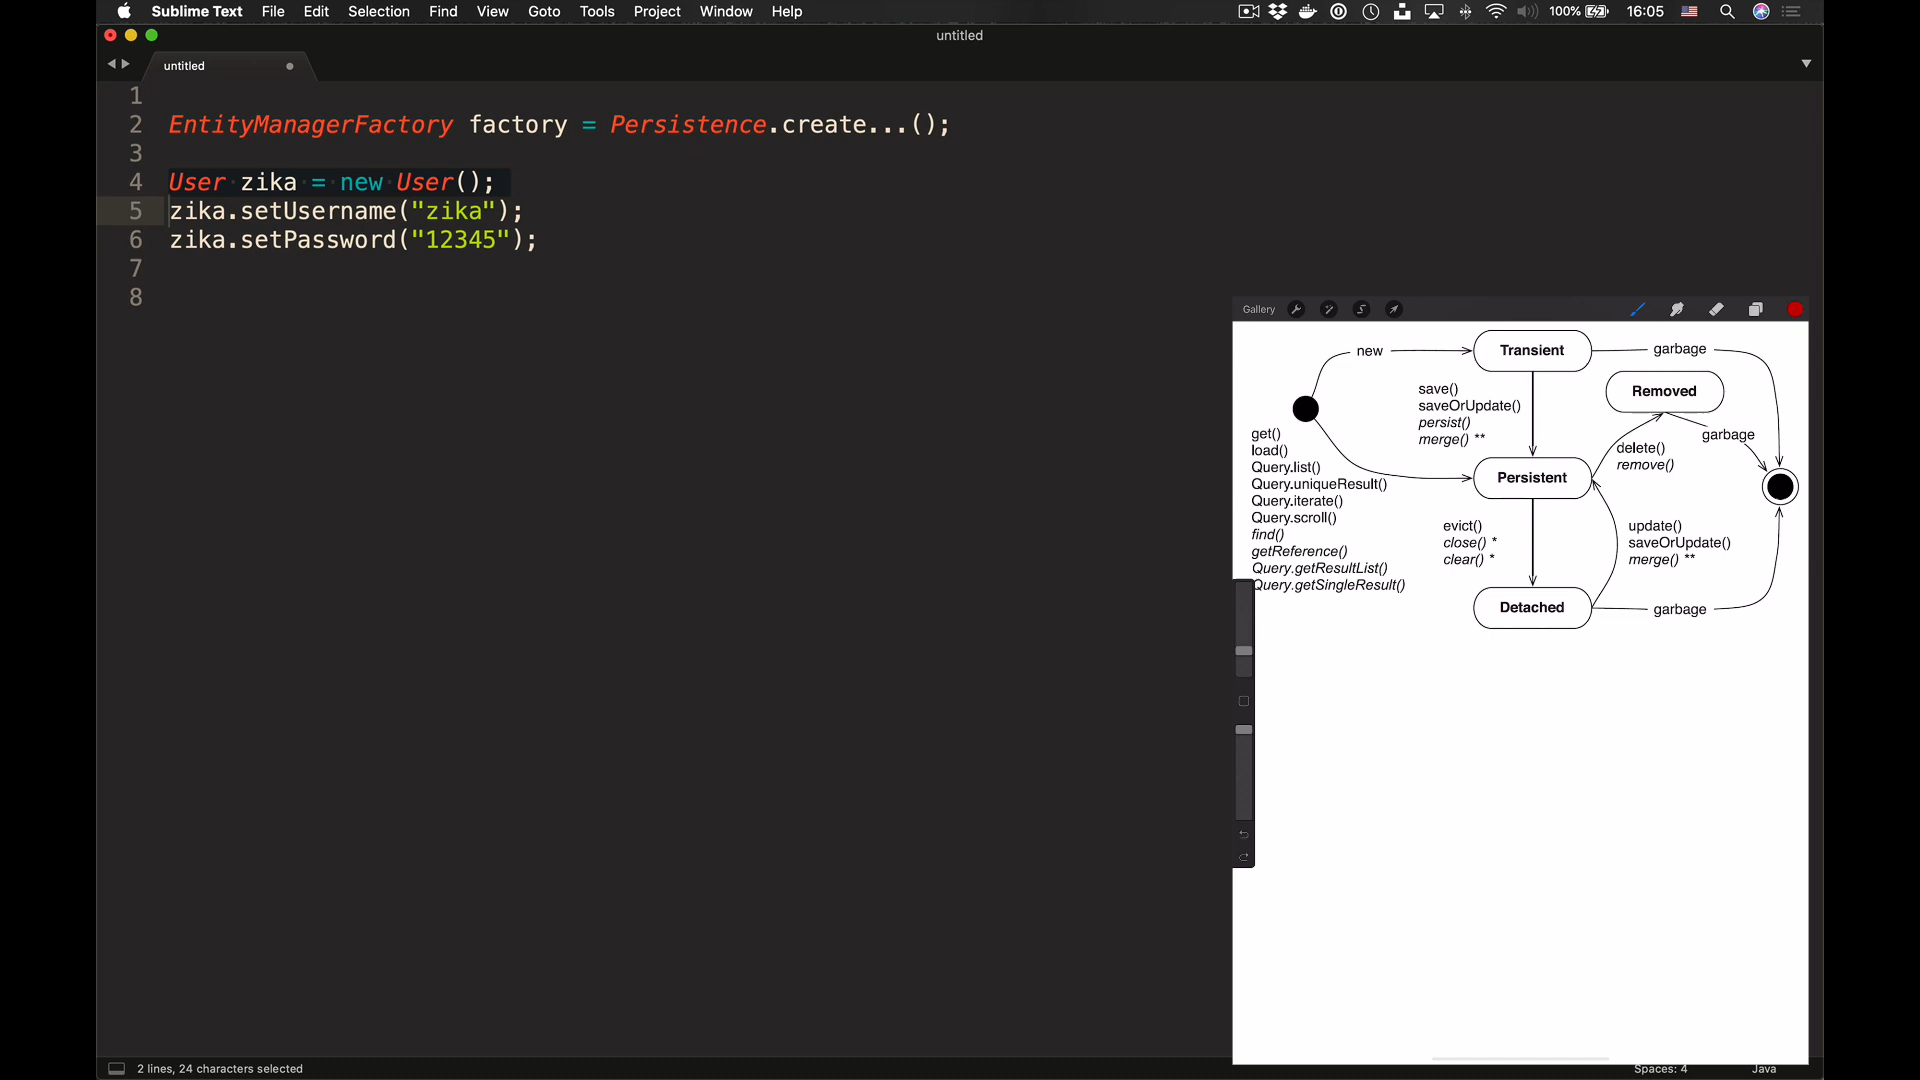 Sublime Text File Edit Selection Find View Goto Tools Project Window Help 100% 16:05
untitled
untitled
1
2 EntityManagerFactory factory = Persistence.create...();
3
4 User zika = new User();
5 zika.setUsername("zika");
6 zika.setPassword("12345");
7
8
Gallery
new
Transient
garbage
save()
saveOrUpdate()
persist()
merge() **
Removed
garbage
get()
load()
Query.list()
Query.uniqueResult()
Query.iterate()
Query.scroll()
find()
getReference()
Query.getResultList()
Query.getSingleResult()
delete()
remove()
Persistent
evict()
close() *
clear() *
update()
saveOrUpdate()
merge() **
Detached
garbage
2 lines, 24 characters selected
Spaces: 4 Java